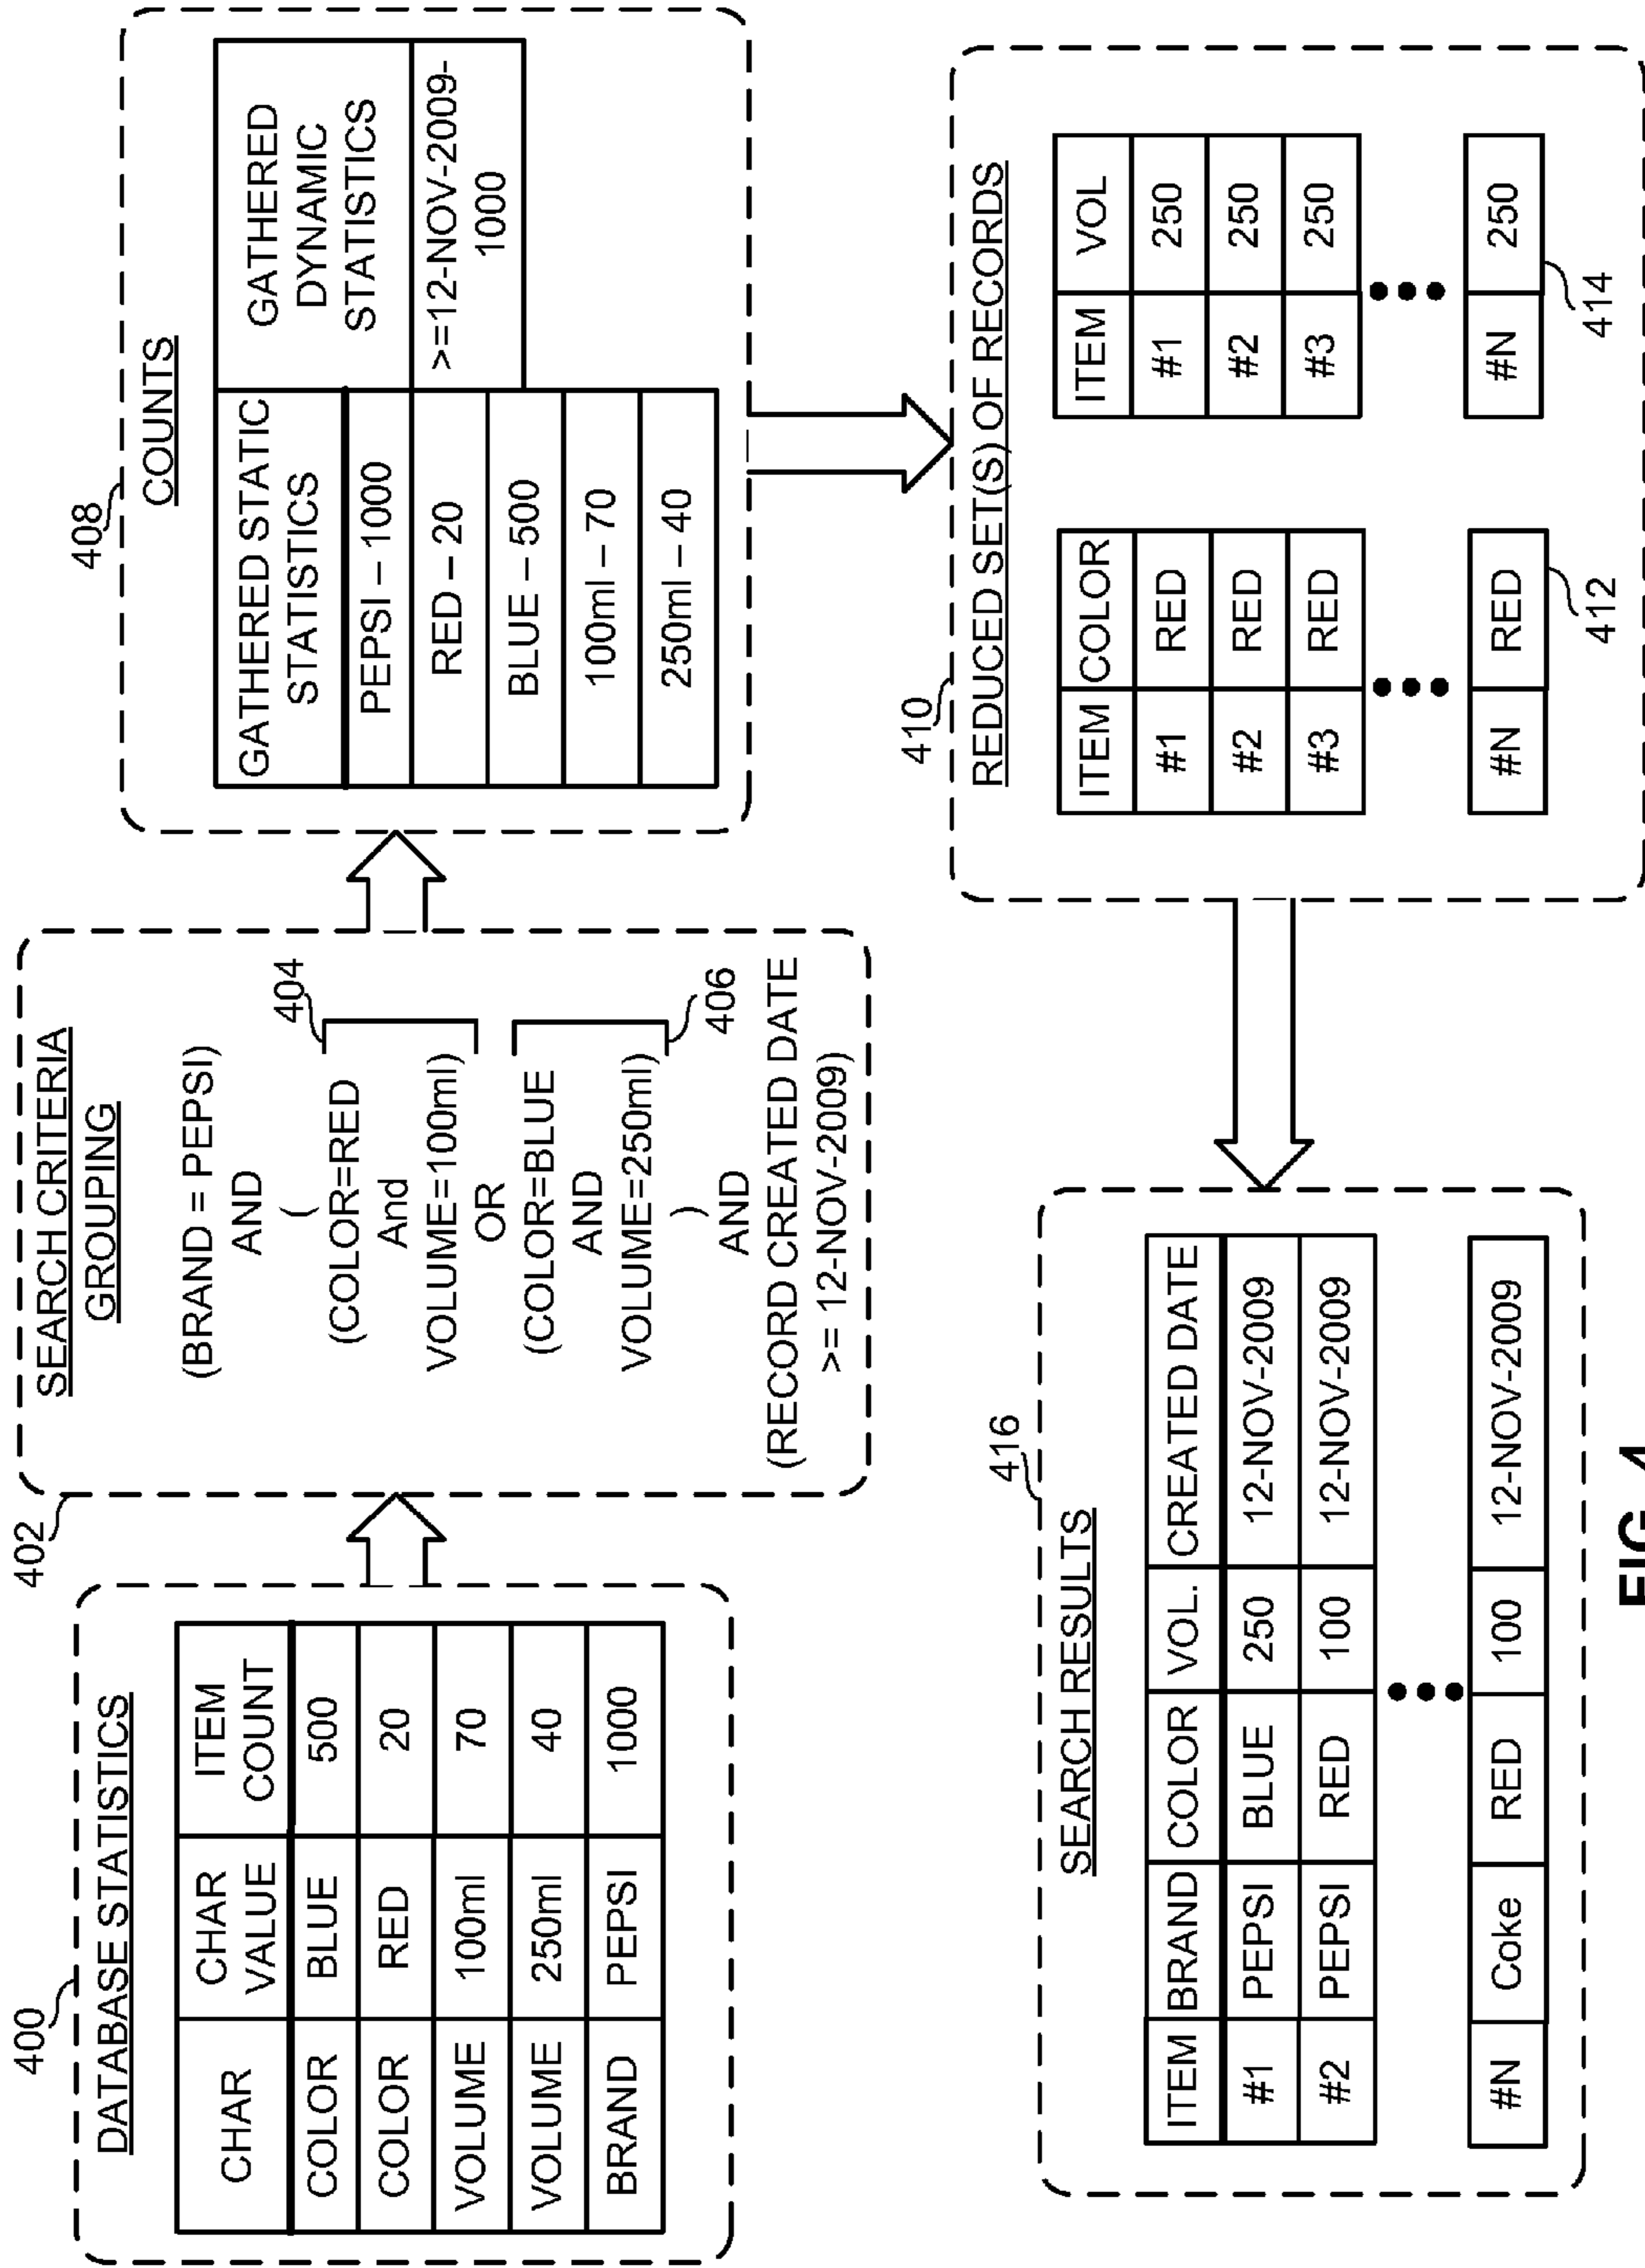 400
DATABASE STATISTICS
CHAR CHAR VALUE ITEM COUNT
COLOR BLUE 500
COLOR RED 20
VOLUME 100ml 70
VOLUME 250ml 40
BRAND PEPSI 1000
402
SEARCH CRITERIA
GROUPING
(BRAND = PEPSI)
AND
(
404
(COLOR=RED
And
VOLUME=100ml)
OR
(COLOR=BLUE
AND
VOLUME=250ml)
406
)
AND
(RECORD CREATED DATE
>= 12-NOV-2009)
408
COUNTS
GATHERED STATIC STATISTICS GATHERED DYNAMIC STATISTICS
PEPSI – 1000 >=12-NOV-2009-1000
RED – 20
BLUE – 500
100ml – 70
250ml – 40
410
REDUCED SET(S) OF RECORDS
ITEM COLOR
#1 RED
#2 RED
#3 RED
#N RED
412
ITEM VOL
#1 250
#2 250
#3 250
#N 250
414
416
SEARCH RESULTS
ITEM BRAND COLOR VOL. CREATED DATE
#1 PEPSI BLUE 250 12-NOV-2009
#2 PEPSI RED 100 12-NOV-2009
#N Coke RED 100 12-NOV-2009
FIG. 4